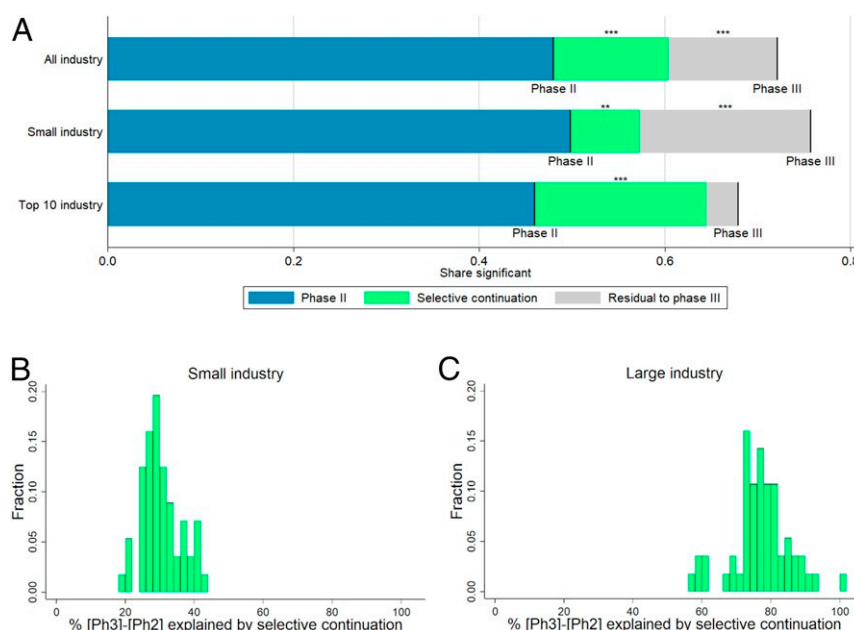 A
***
***
All industry
Phase II
Phase III
**
***
Small industry
Phase II
Phase III
***
Top 10 industry
Phase II
Phase III
0.0 0.2 0.4 0.6 0.8
Share significant
Phase II Selective continuation Residual to phase III
B
Small industry
0.20
0.15
0.10
0.05
0.00
Fraction
0 20 40 60 80 100
% [Ph3]-[Ph2] explained by selective continuation
C
Large industry
0.20
0.15
0.10
0.05
0.00
Fraction
0 20 40 60 80 100
% [Ph3]-[Ph2] explained by selective continuation